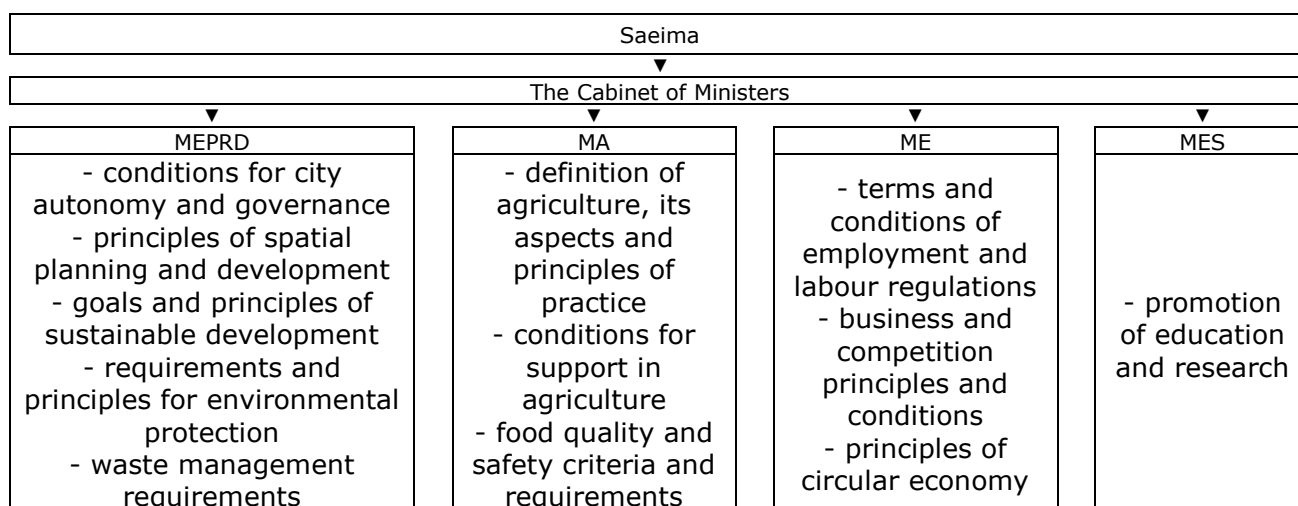 Saeima
▼
The Cabinet of Ministers
▼ ▼ ▼ ▼
MEPRD
- conditions for city
autonomy and governance
- principles of spatial
planning and development
- goals and principles of
sustainable development
- requirements and
principles for environmental
protection
- waste management
requirements
MA
- definition of
agriculture, its
aspects and
principles of
practice
- conditions for
support in
agriculture
- food quality and
safety criteria and
requirements
ME
- terms and
conditions of
employment and
labour regulations
- business and
competition
principles and
conditions
- principles of
circular economy
MES
- promotion
of education
and research